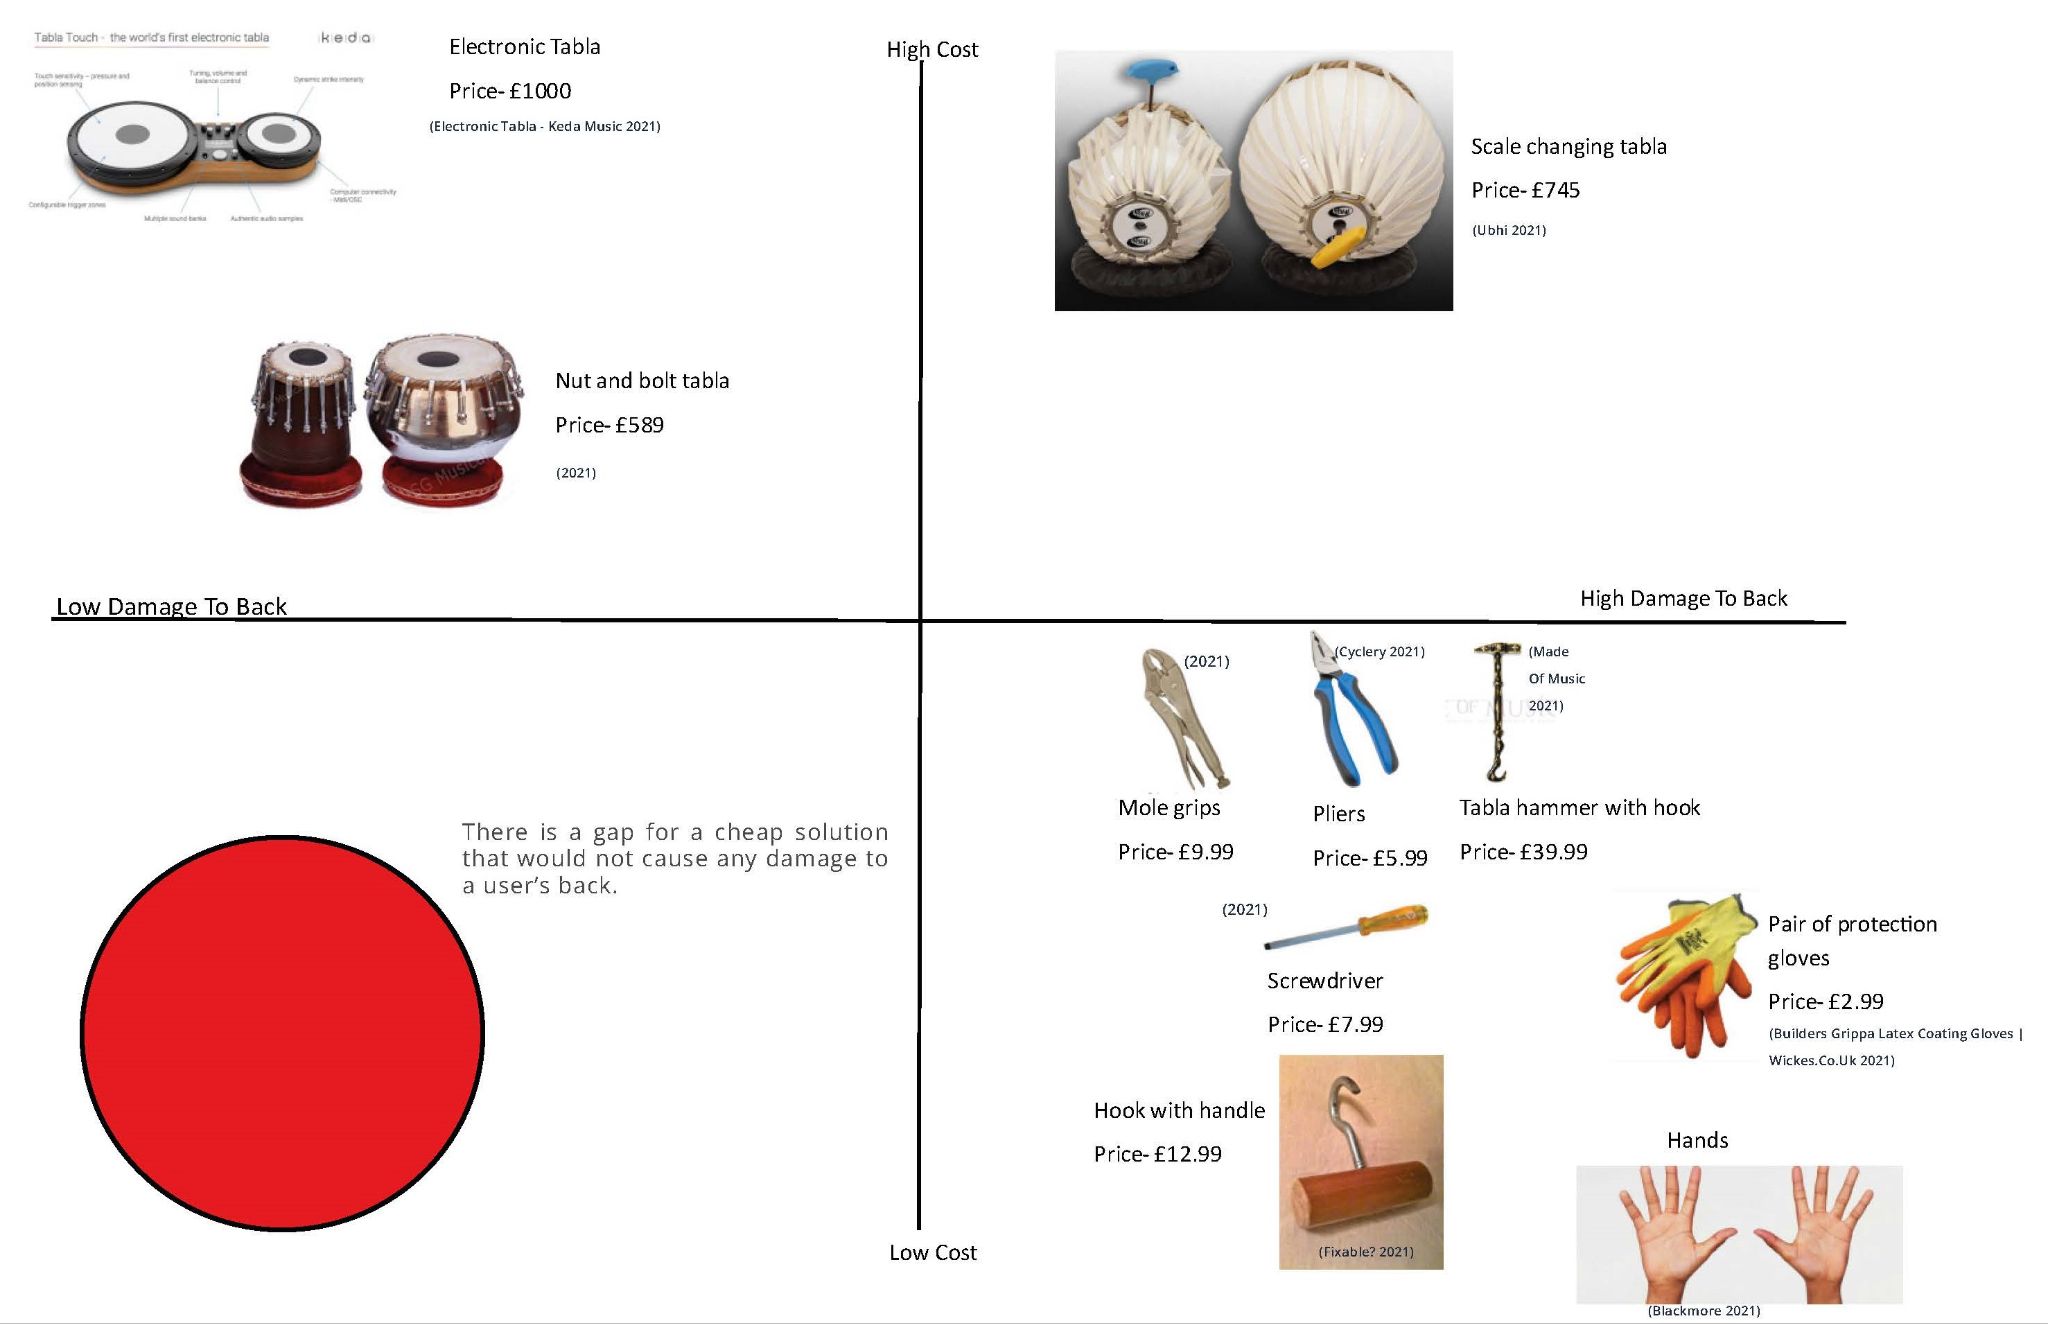 Tabla Touch - the world's first electronic tabla
keda
Touch sensitivity – pressure and
position sensing
Tuning, volume and
balance control
Dynamic strike intensity
Configurable trigger zones
Multiple sound banks
Authentic audio samples
Computer connectivity
- Midi/OSC
Electronic Tabla
Price- £1000
(Electronic Tabla - Keda Music 2021)
High Cost
Scale changing tabla
Price- £745
(Ubhi 2021)
Nut and bolt tabla
Price- £589
(2021)
Low Damage To Back
High Damage To Back
(2021)
Mole grips
Price- £9.99
(Cyclery 2021)
Pliers
Price- £5.99
(Made
Of Music
2021)
OF MUSIC
Tabla hammer with hook
Price- £39.99
There is a gap for a cheap solution
that would not cause any damage to
a user's back.
(2021)
Screwdriver
Price- £7.99
Pair of protection
gloves
Price- £2.99
(Builders Grippa Latex Coating Gloves |
Wickes.Co.Uk 2021)
Hook with handle
Price- £12.99
(Fixable? 2021)
Hands
(Blackmore 2021)
Low Cost